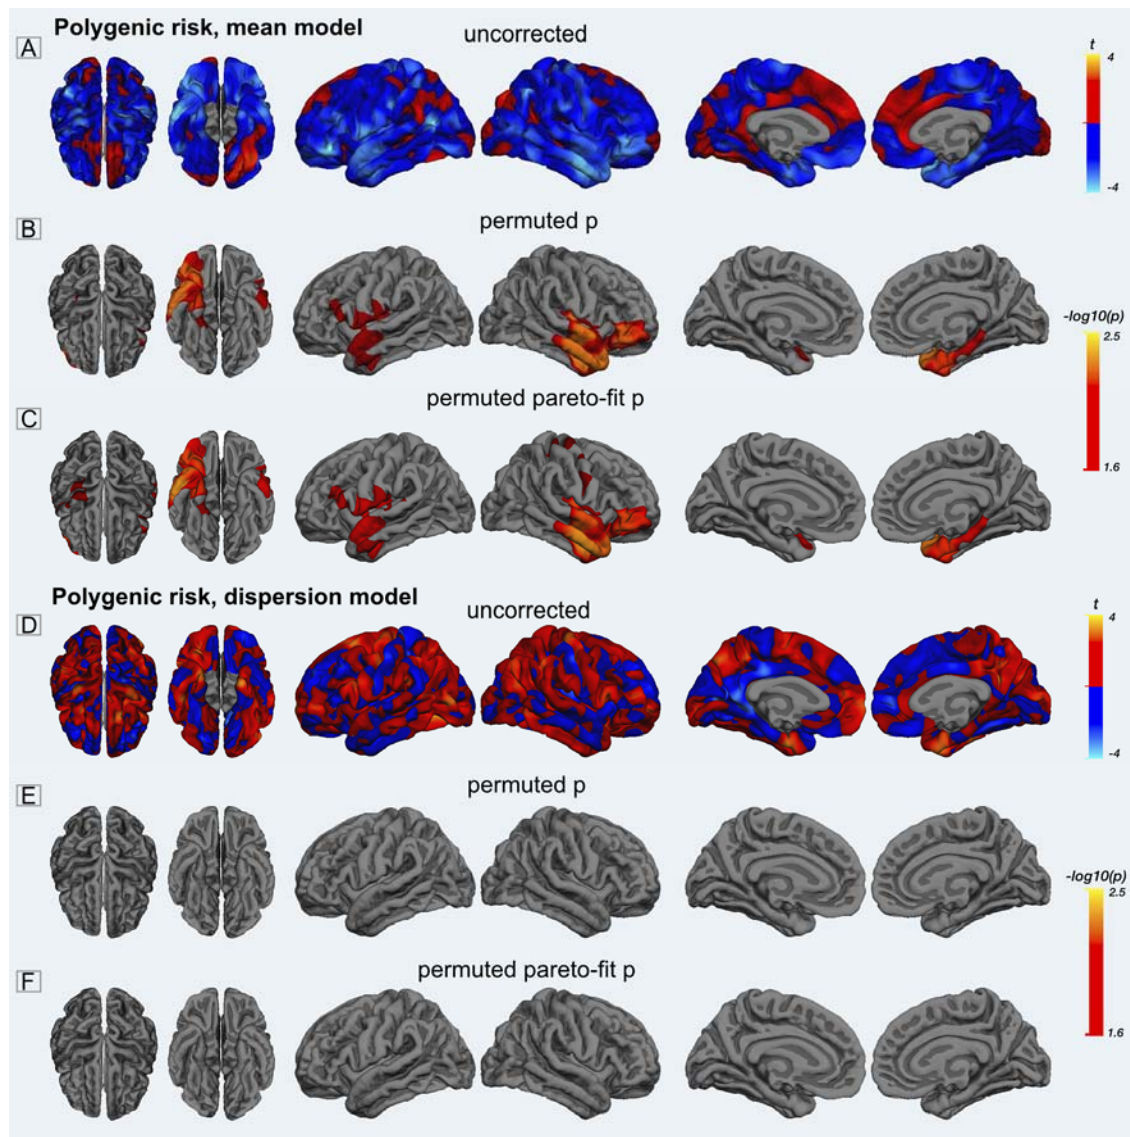 A
Polygenic risk, mean model
uncorrected
t
4
-4
B
permuted p
-log10(p)
2.5
1.6
C
permuted pareto-fit p
Polygenic risk, dispersion model
D
uncorrected
t
4
-4
E
permuted p
-log10(p)
2.5
1.6
F
permuted pareto-fit p